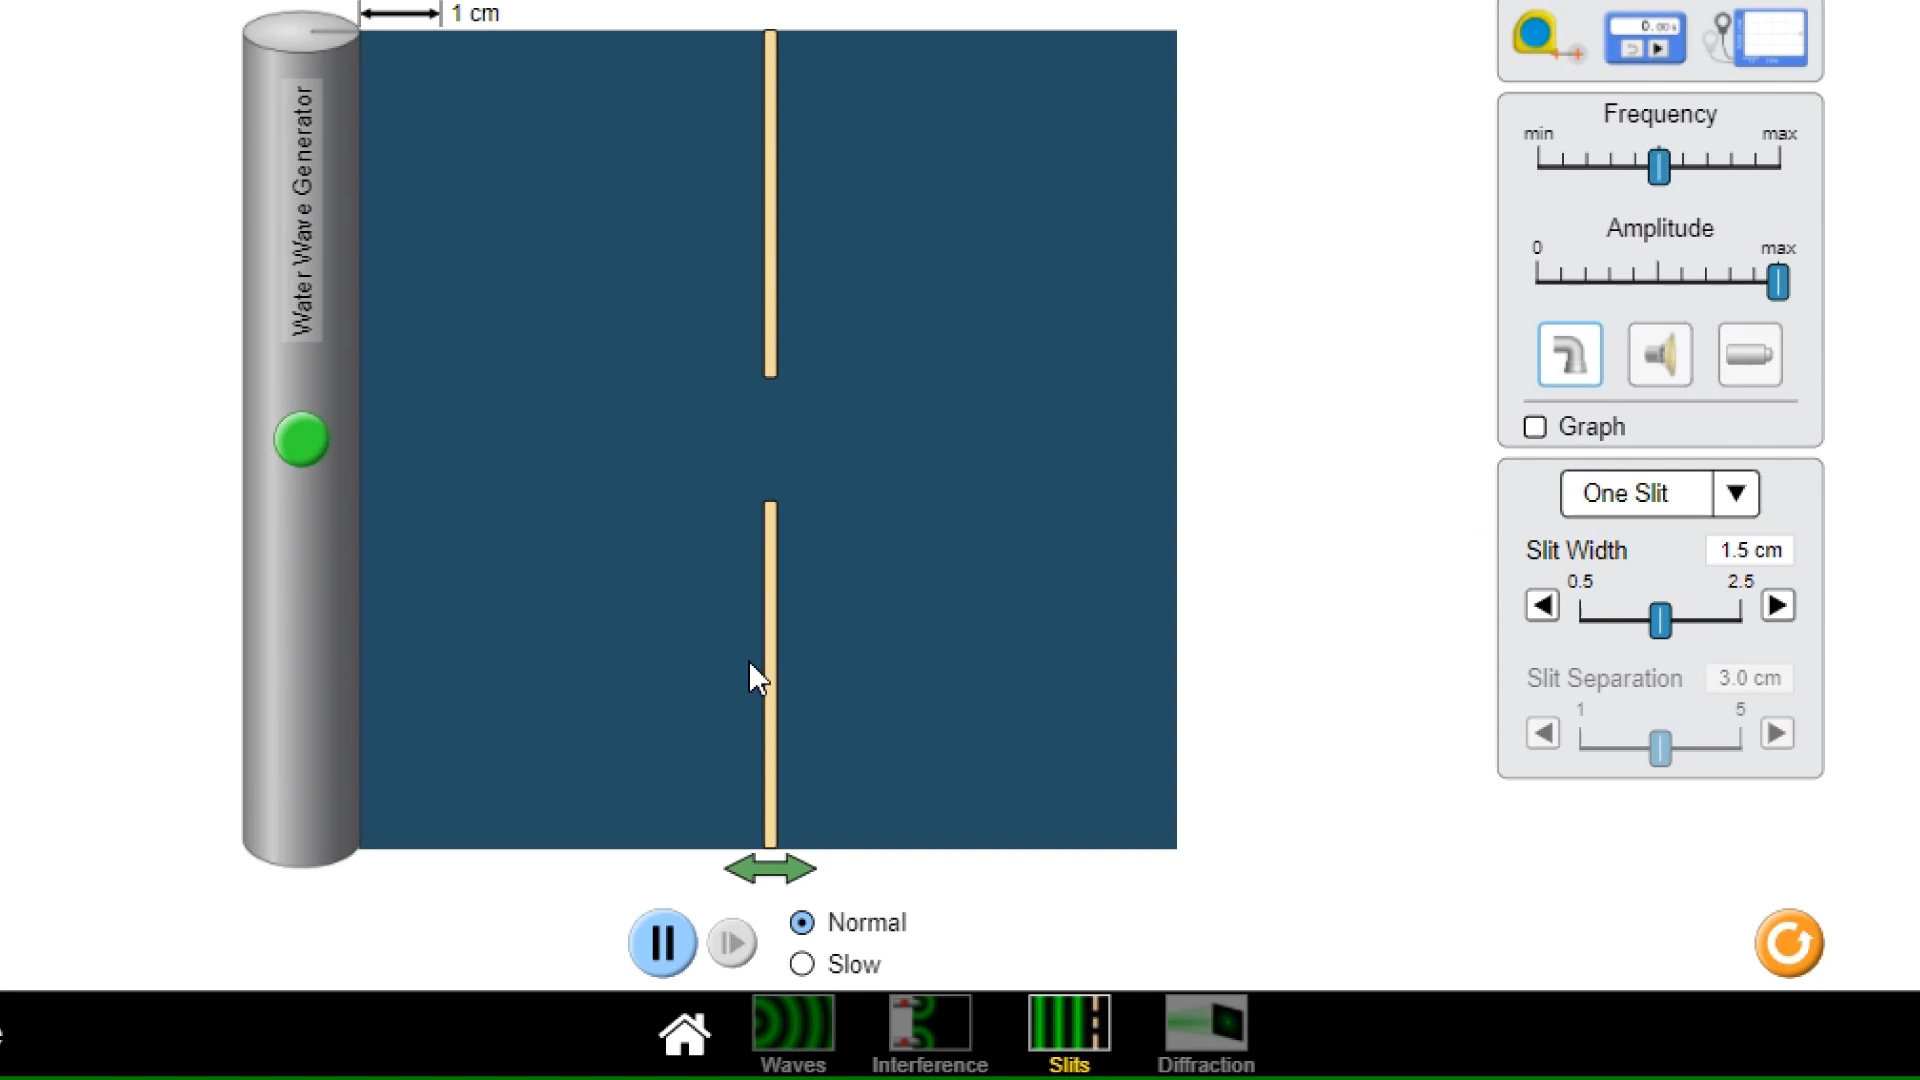 1 cm
Water Wave Generator
Frequency
min
max
Amplitude
0
max
Graph
One Slit
Slit Width
1.5 cm
0.5
2.5
Slit Separation
3.0 cm
1
5
Normal
Slow
Waves
Interference
Slits
Diffraction